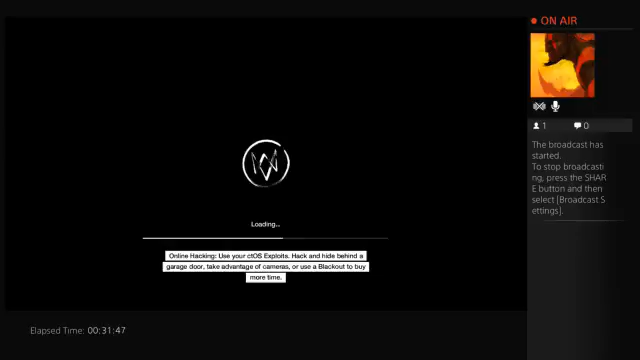 ON AIR
1 0
The broadcast has
started.
To stop broadcasti
ng, press the SHAR
E button and then
select [Broadcast S
ettings].
Loading...
Online Hacking: Use your ctOS Exploits. Hack and hide behind a
garage door, take advantage of cameras, or use a Blackout to buy
more time.
Elapsed Time: 00:31:47